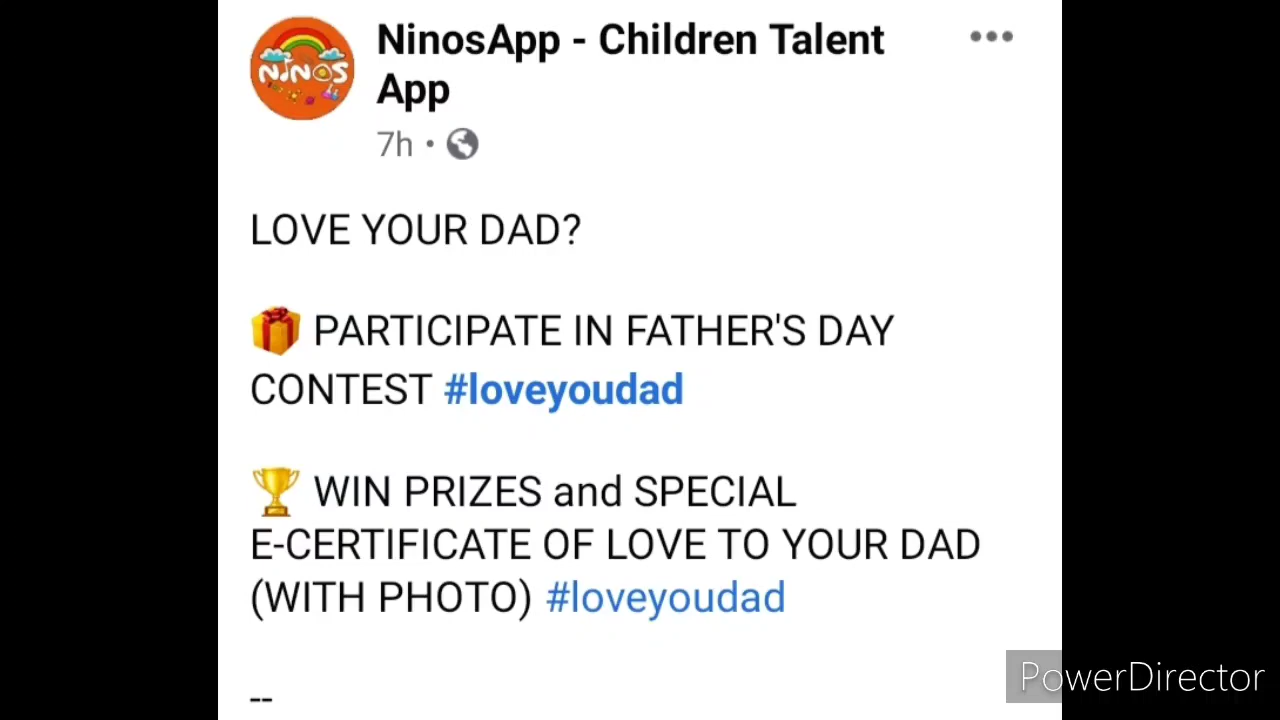 NinosApp - Children Talent
App
NINOS
7h •
LOVE YOUR DAD?
PARTICIPATE IN FATHER'S DAY
CONTEST #loveyoudad
WIN PRIZES and SPECIAL
E-CERTIFICATE OF LOVE TO YOUR DAD
(WITH PHOTO) #loveyoudad
--
PowerDirector